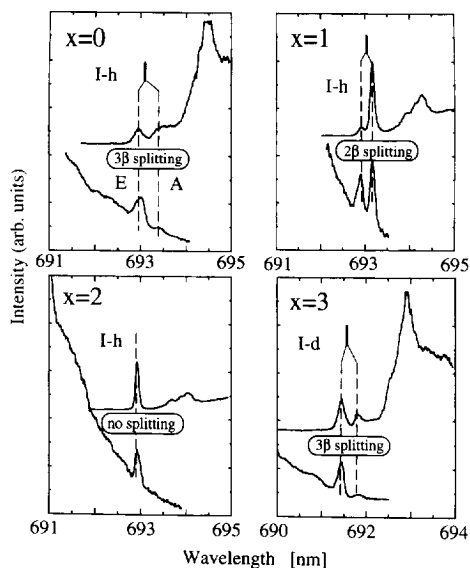 x=0
I-h
3β splitting
E A
691 693 695
x=1
I-h
2β splitting
691 693 695
x=2
I-h
no splitting
691 693 695
x=3
I-d
3β splitting
690 692 694
Intensity (arb. units)
Wavelength [nm]